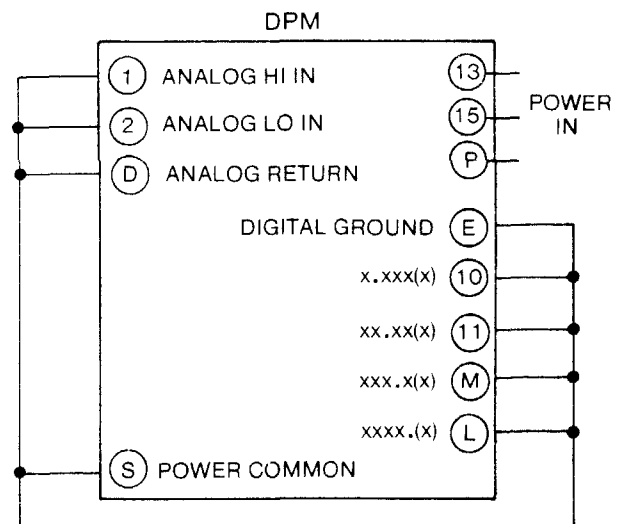 DPM
1 ANALOG HI IN
2 ANALOG LO IN
D ANALOG RETURN
13
15
P
POWER
IN
DIGITAL GROUND E
x.xxx(x) 10
xx.xx(x) 11
xxx.x(x) M
xxxx.(x) L
S POWER COMMON